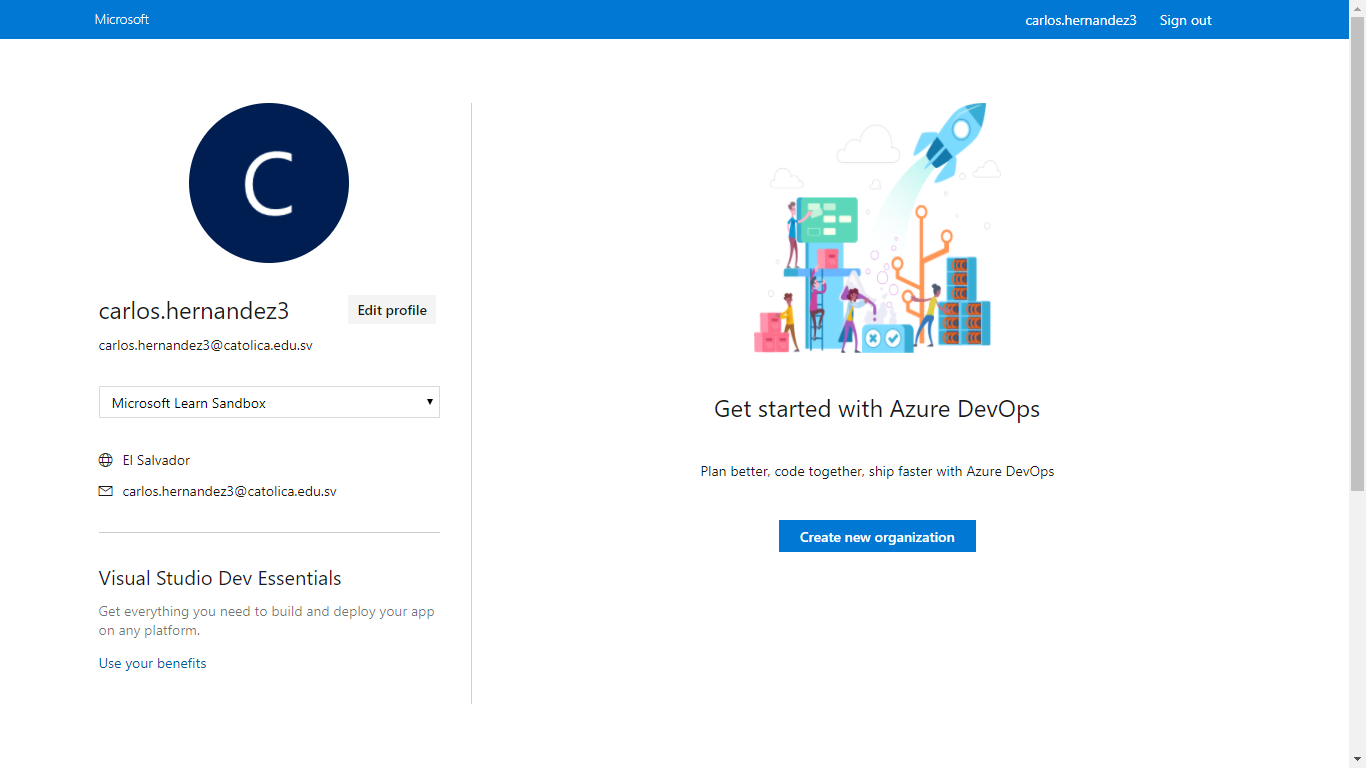 Microsoft
carlos.hernandez3
Sign out
C
carlos.hernandez3
Edit profile
carlos.hernandez3@catolica.edu.sv
Microsoft Learn Sandbox
El Salvador
carlos.hernandez3@catolica.edu.sv
Visual Studio Dev Essentials
Get everything you need to build and deploy your app
on any platform.
Use your benefits
Get started with Azure DevOps
Plan better, code together, ship faster with Azure DevOps
Create new organization